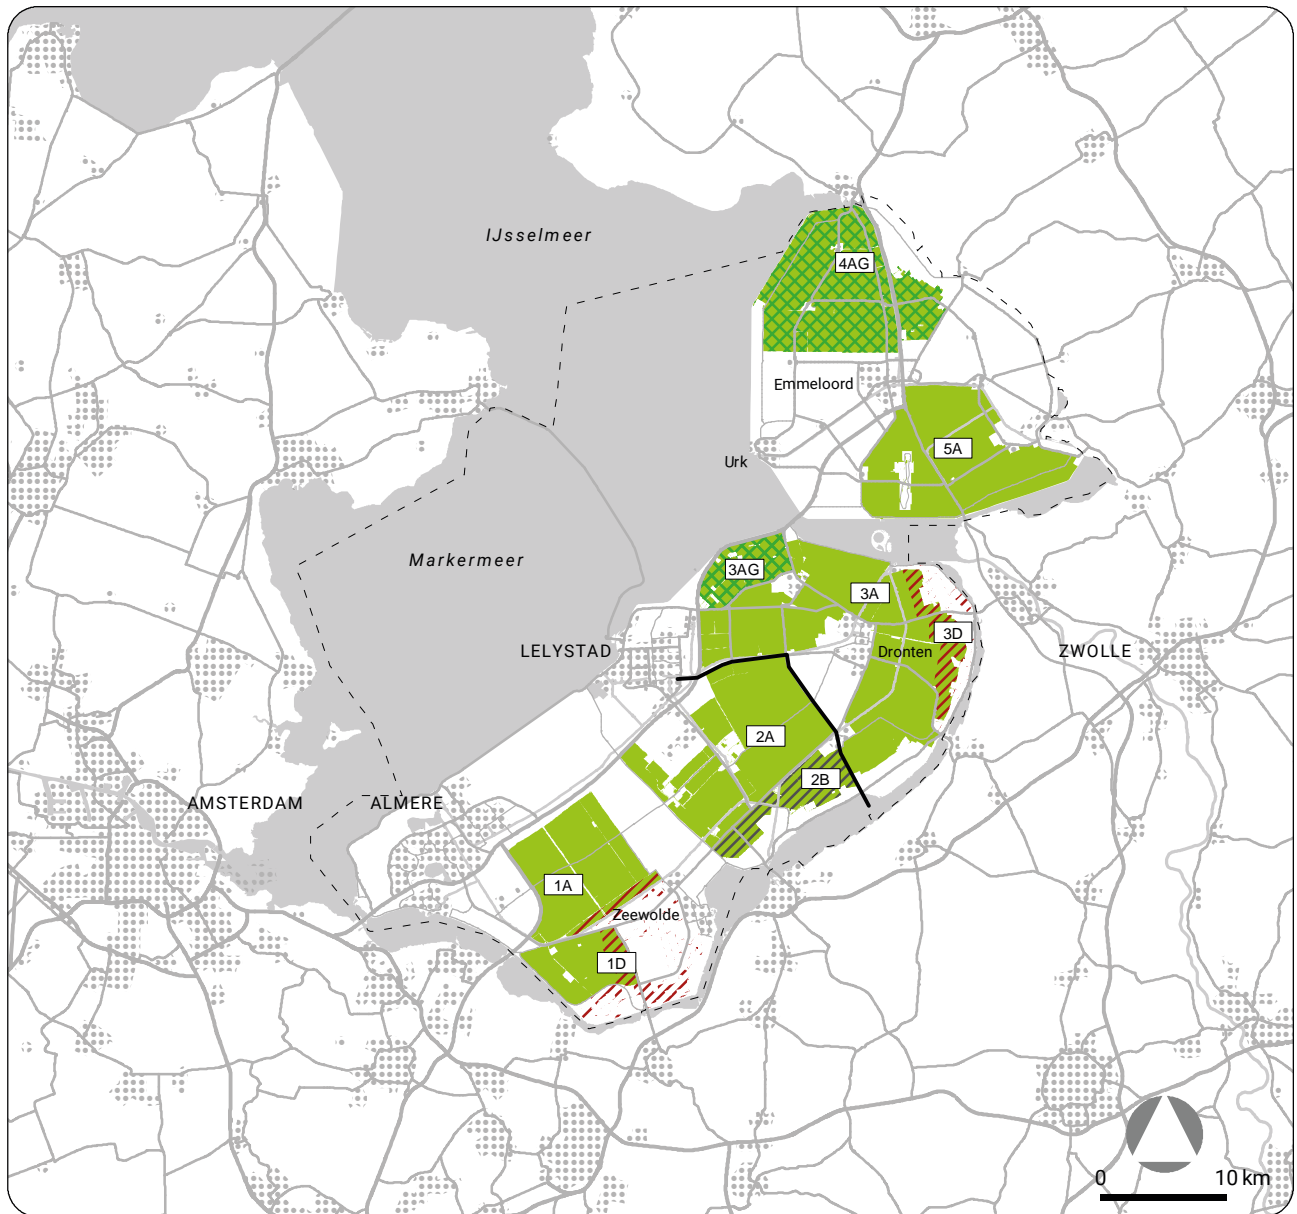 IJsselmeer
4AG
Emmeloord
5A
Urk
Markermeer
3AG
3A
3D
LELYSTAD
Dronten
ZWOLLE
2A
2B
AMSTERDAM
ALMERE
1A
Zeewolde
1D
0 10 km